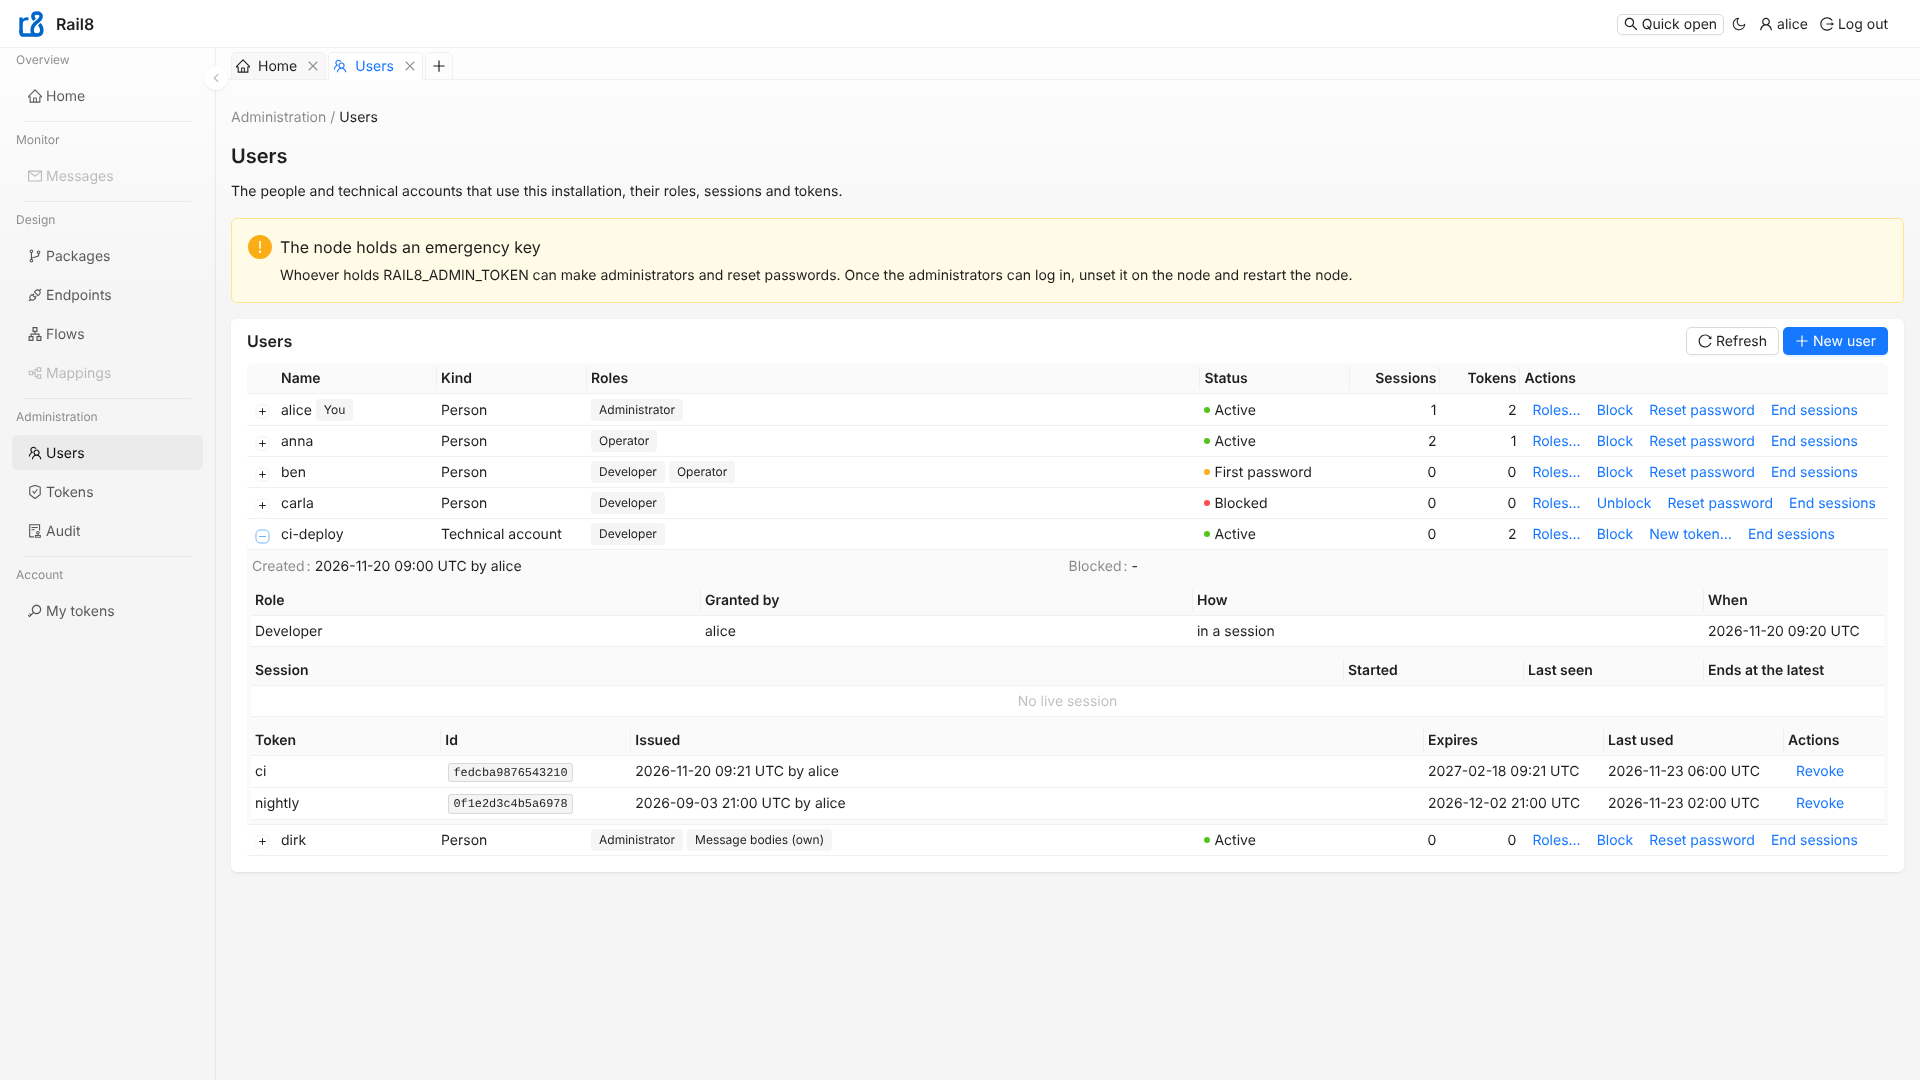 Rail8
Quick open alice Log out
Overview
Home
Monitor
Messages
Design
Packages
Endpoints
Flows
Mappings
Administration
Users
Tokens
Audit
Account
My tokens
Home Users
Administration / Users
Users
The people and technical accounts that use this installation, their roles, sessions and tokens.
The node holds an emergency key
Whoever holds RAIL8_ADMIN_TOKEN can make administrators and reset passwords. Once the administrators can log in, unset it on the node and restart the node.
Users Refresh New user
Name Kind Roles Status Sessions Tokens Actions
alice You Person Administrator Active 1 2 Roles... Block Reset password End sessions
anna Person Operator Active 2 1 Roles... Block Reset password End sessions
ben Person Developer Operator First password 0 0 Roles... Block Reset password End sessions
carla Person Developer Blocked 0 0 Roles... Unblock Reset password End sessions
ci-deploy Technical account Developer Active 0 2 Roles... Block New token... End sessions
Created: 2026-11-20 09:00 UTC by alice Blocked: -
Role Granted by How When
Developer alice in a session 2026-11-20 09:20 UTC
Session Started Last seen Ends at the latest
No live session
Token Id Issued Expires Last used Actions
ci fedcba9876543210 2026-11-20 09:21 UTC by alice 2027-02-18 09:21 UTC 2026-11-23 06:00 UTC Revoke
nightly 0f1e2d3c4b5a6978 2026-09-03 21:00 UTC by alice 2026-12-02 21:00 UTC 2026-11-23 02:00 UTC Revoke
dirk Person Administrator Message bodies (own) Active 0 0 Roles... Block Reset password End sessions